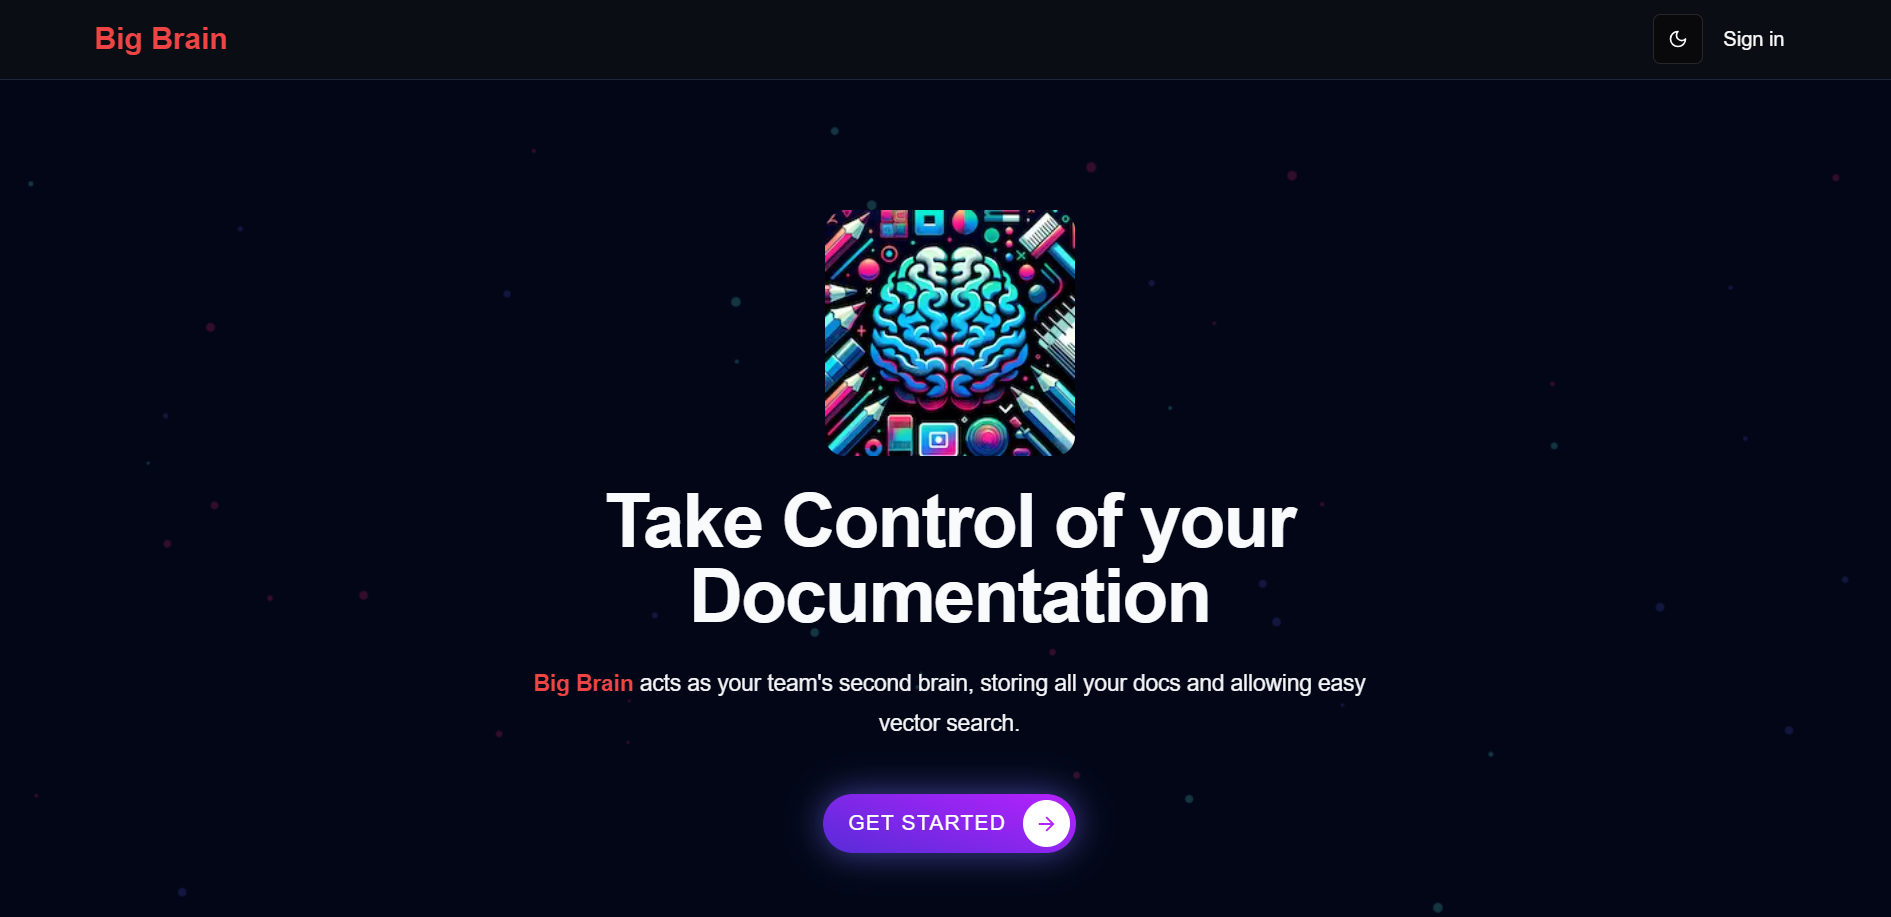 Big Brain
Sign in
Take Control of your
Documentation
Big Brain acts as your team's second brain, storing all your docs and allowing easy
vector search.
GET STARTED